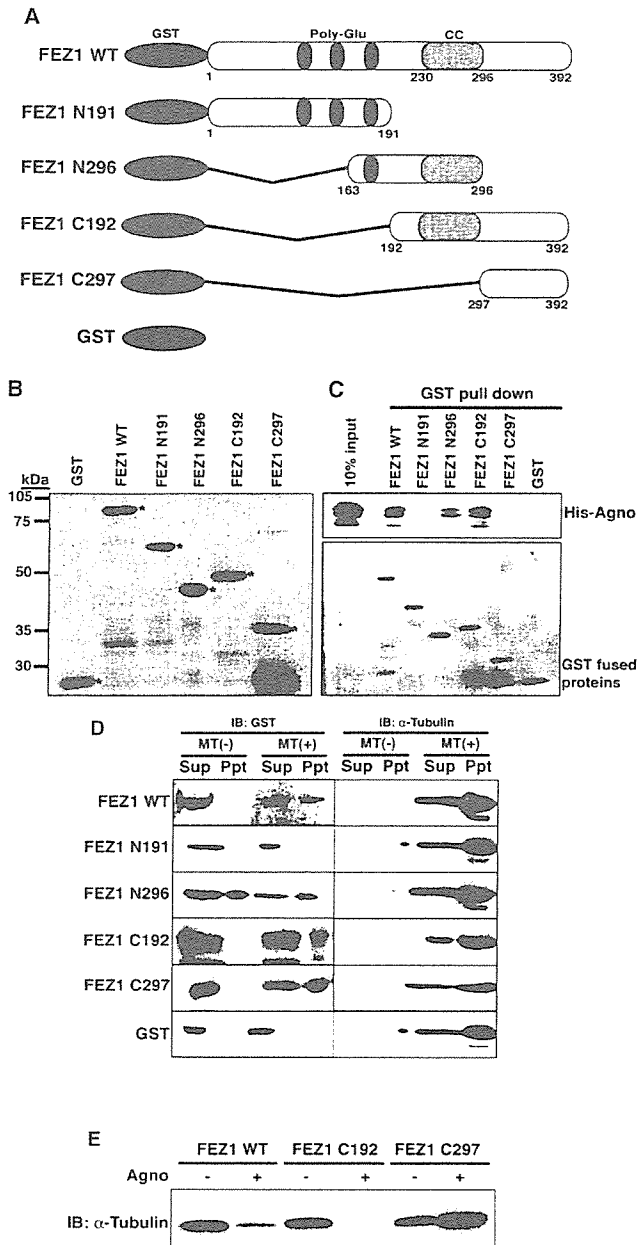 A
GST
Poly-Glu
CC
FEZ1 WT
1
230
296
392
FEZ1 N191
1
191
FEZ1 N296
163
296
FEZ1 C192
192
392
FEZ1 C297
297
392
GST
B
GST
FEZ1 WT
FEZ1 N191
FEZ1 N296
FEZ1 C192
FEZ1 C297
kDa
105
75
50
35
30
*
*
*
*
*
*
C
GST pull down
10% input
FEZ1 WT
FEZ1 N191
FEZ1 N296
FEZ1 C192
FEZ1 C297
GST
His-Agno
GST fused
proteins
D
IB: GST
IB: α-Tubulin
MT(-) MT(+) MT(-) MT(+)
Sup Ppt Sup Ppt Sup Ppt Sup Ppt
FEZ1 WT
FEZ1 N191
FEZ1 N296
FEZ1 C192
FEZ1 C297
GST
E
FEZ1 WT FEZ1 C192 FEZ1 C297
Agno - + - + - +
IB: α-Tubulin